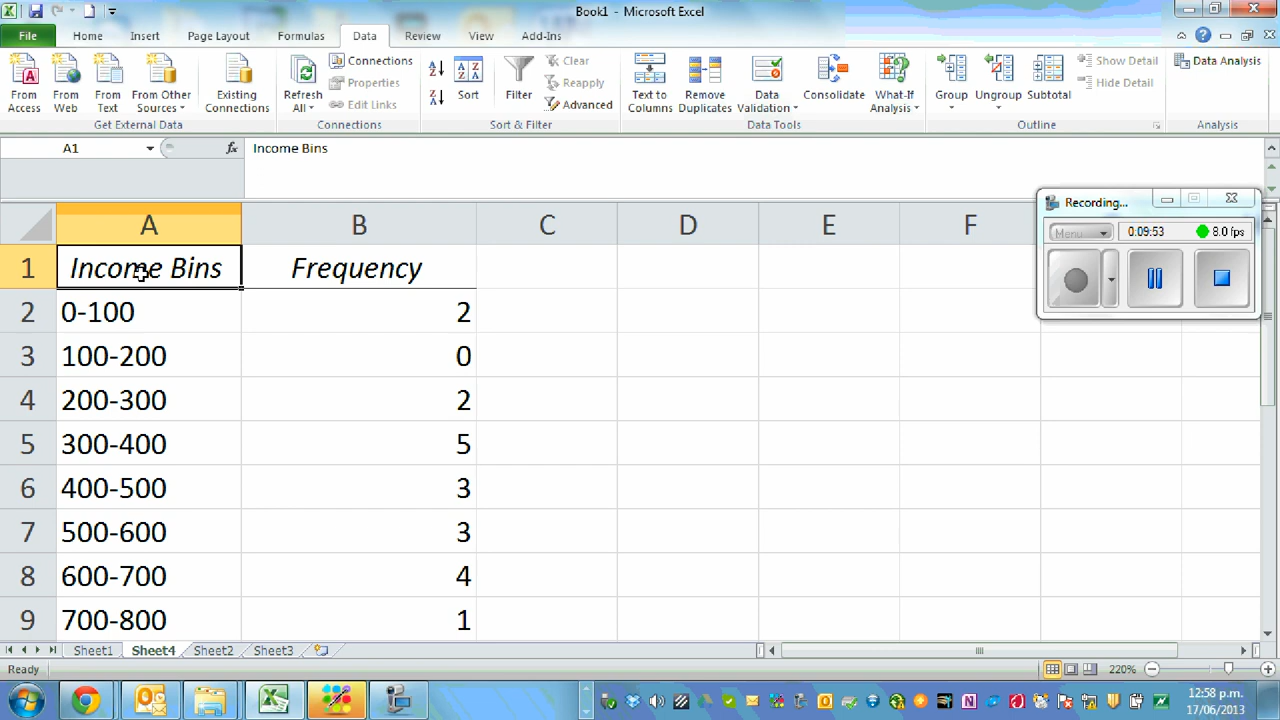 Book1 - Microsoft Excel
File Home Insert Page Layout Formulas Data Review View Add-Ins
From Access
From Web
From Text
From Other Sources
Existing Connections
Get External Data
Refresh All
Connections
Properties
Edit Links
Connections
Sort
Filter
Clear
Reapply
Advanced
Sort & Filter
Text to Columns
Remove Duplicates
Data Validation
Consolidate
What-If Analysis
Data Tools
Group
Ungroup
Subtotal
Show Detail
Hide Detail
Outline
Data Analysis
Analysis
A1 fx Income Bins
Recording...
Menu 0:09:53 8.0 fps
A B C D E F
1 Income Bins Frequency
2 0-100 2
3 100-200 0
4 200-300 2
5 300-400 5
6 400-500 3
7 500-600 3
8 600-700 4
9 700-800 1
Sheet1 Sheet4 Sheet2 Sheet3
Ready 220%
12:58 p.m.
17/06/2013